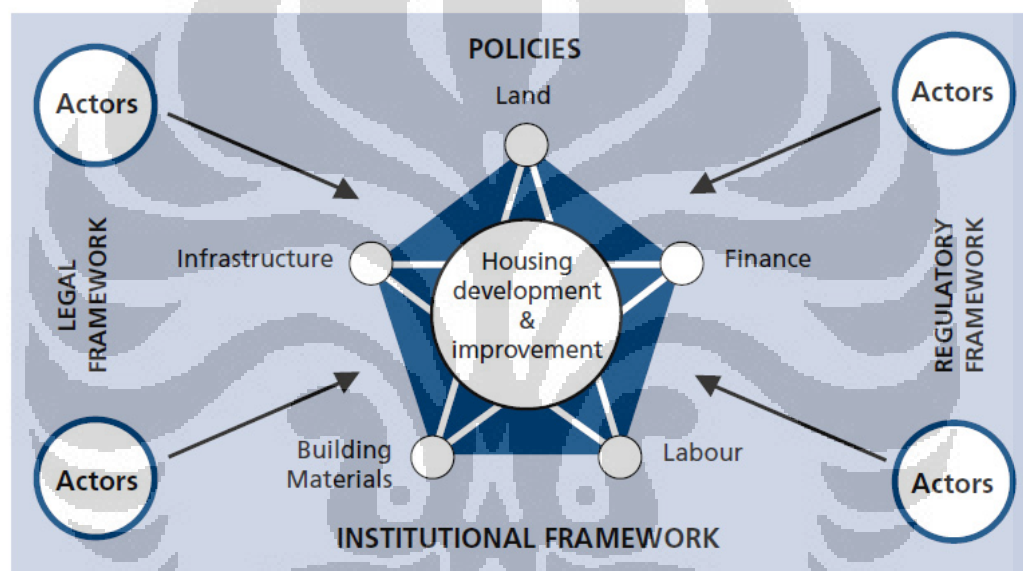 POLICIES
Actors
Land
Actors
LEGAL
FRAMEWORK
Infrastructure
Housing
development
&
improvement
Finance
REGULATORY
FRAMEWORK
Actors
Building
Materials
Labour
Actors
INSTITUTIONAL FRAMEWORK